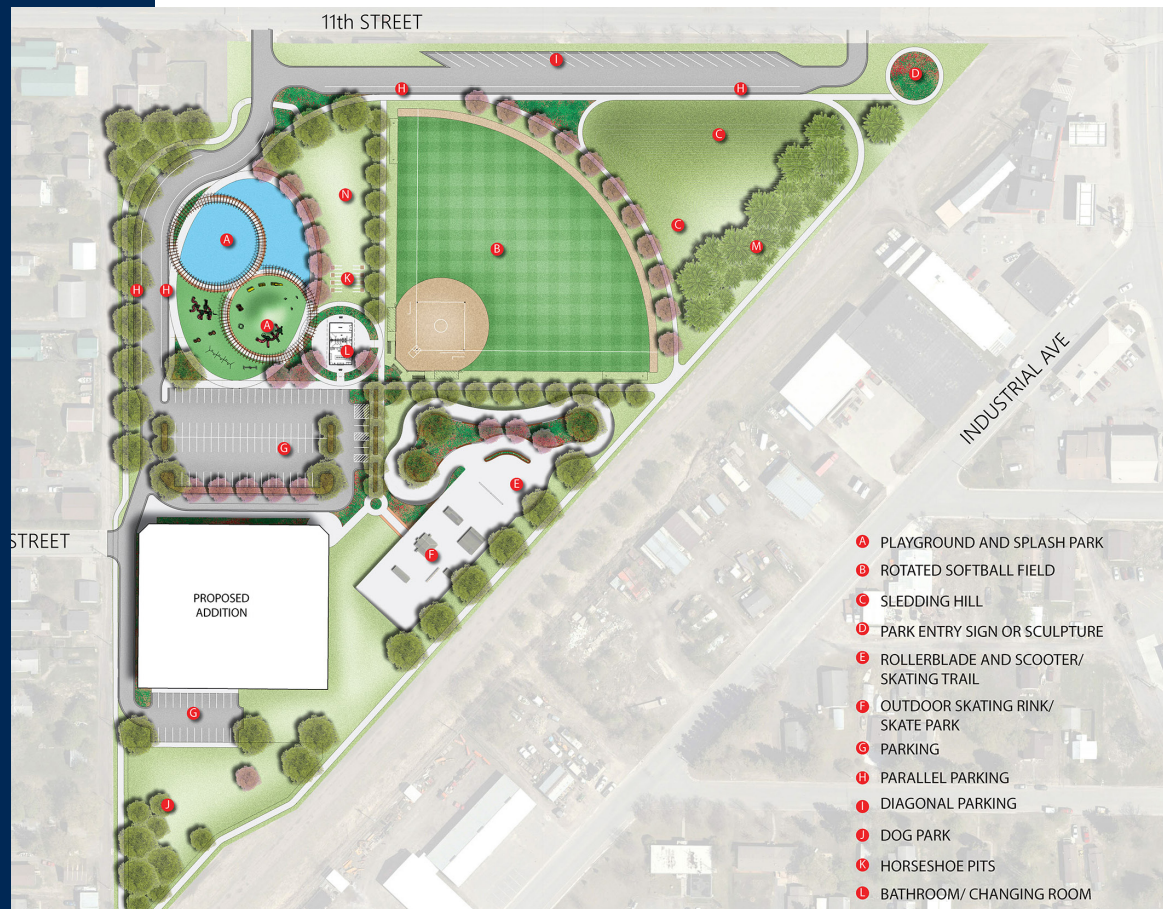 11th STREET
I
D
H
H
C
N
A
B
C
M
K
H
H
A
L
INDUSTRIAL AVE
G
E
STREET
F
PROPOSED
ADDITION
G
J
A PLAYGROUND AND SPLASH PARK
B ROTATED SOFTBALL FIELD
C SLEDDING HILL
D PARK ENTRY SIGN OR SCULPTURE
E ROLLERBLADE AND SCOOTER/
SKATING TRAIL
F OUTDOOR SKATING RINK/
SKATE PARK
G PARKING
H PARALLEL PARKING
I DIAGONAL PARKING
J DOG PARK
K HORSESHOE PITS
L BATHROOM/ CHANGING ROOM